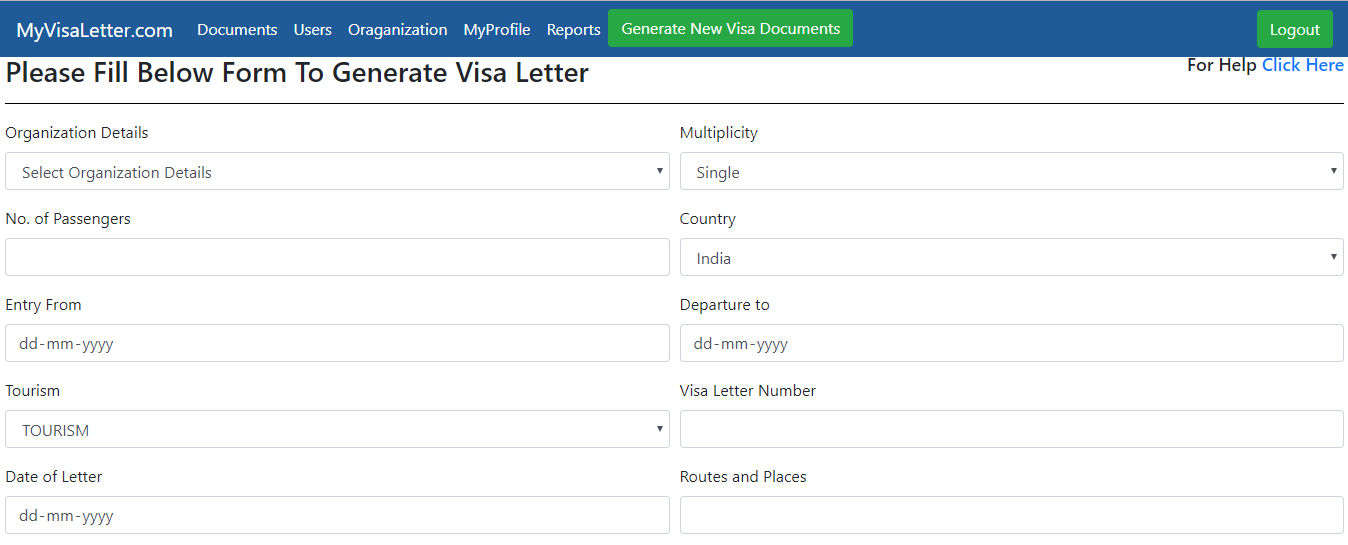 MyVisaLetter.com Documents Users Oraganization MyProfile Reports Generate New Visa Documents Logout
Please Fill Below Form To Generate Visa Letter For Help Click Here
Organization Details Multiplicity
Select Organization Details Single
No. of Passengers Country
India
Entry From Departure to
dd-mm-yyyy dd-mm-yyyy
Tourism Visa Letter Number
TOURISM
Date of Letter Routes and Places
dd-mm-yyyy